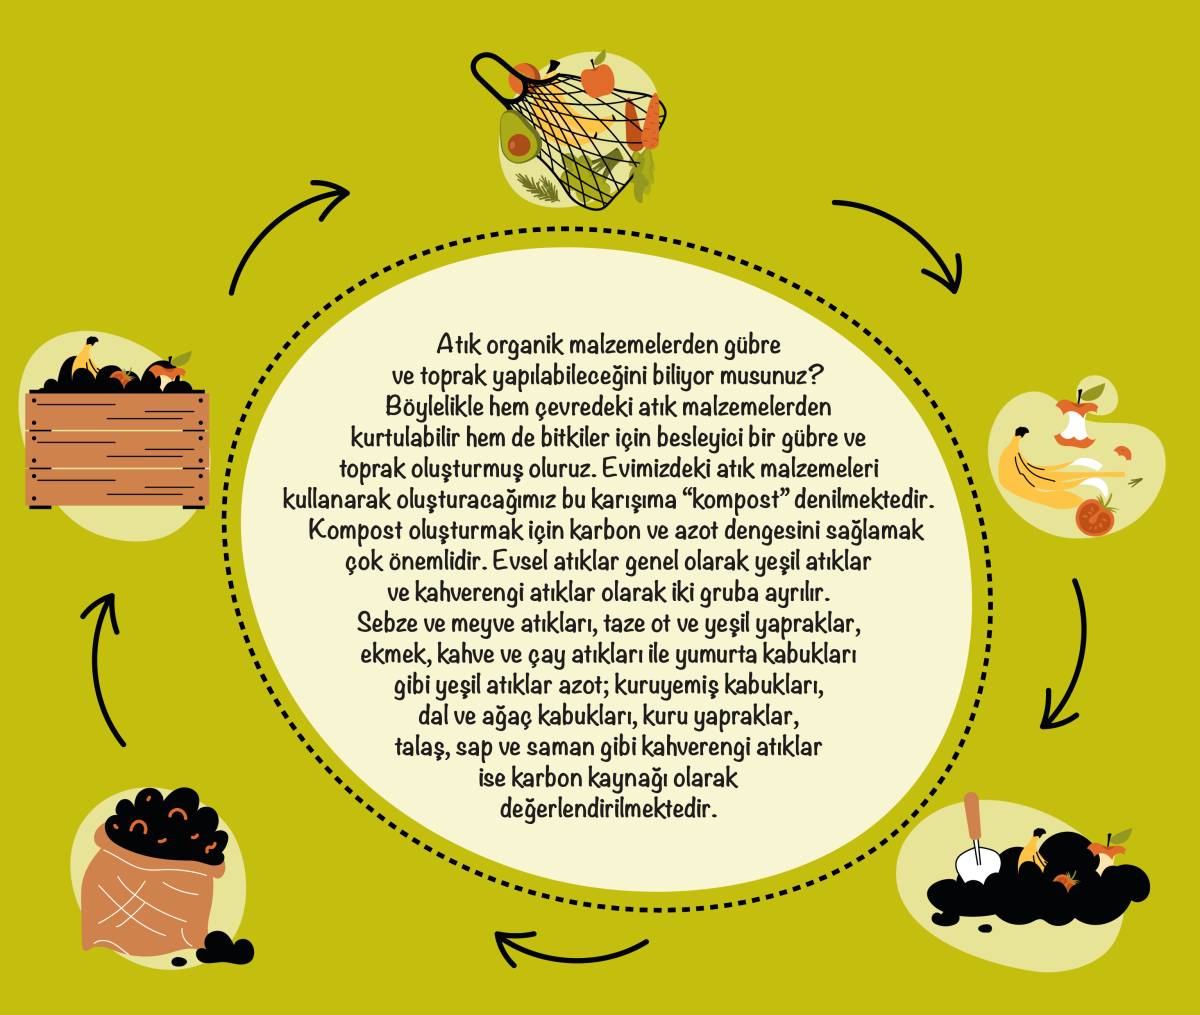 Atık organik malzemelerden gübre
ve toprak yapılabileceğini biliyor musunuz?
Böylelikle hem çevredeki atık malzemelerden
kurtulabilir hem de bitkiler için besleyici bir gübre ve
toprak oluşturmuş oluruz. Evimizdeki atık malzemeleri
kullanarak oluşturacağımız bu karışıma “kompost” denilmektedir.
Kompost oluşturmak için karbon ve azot dengesini sağlamak
çok önemlidir. Evsel atıklar genel olarak yeşil atıklar
ve kahverengi atıklar olarak iki gruba ayrılır.
Sebze ve meyve atıkları, taze ot ve yeşil yapraklar,
ekmek, kahve ve çay atıkları ile yumurta kabukları
gibi yeşil atıklar azot; kuruyemiş kabukları,
dal ve ağaç kabukları, kuru yapraklar,
talaş, sap ve saman gibi kahverengi atıklar
ise karbon kaynağı olarak
değerlendirilmektedir.